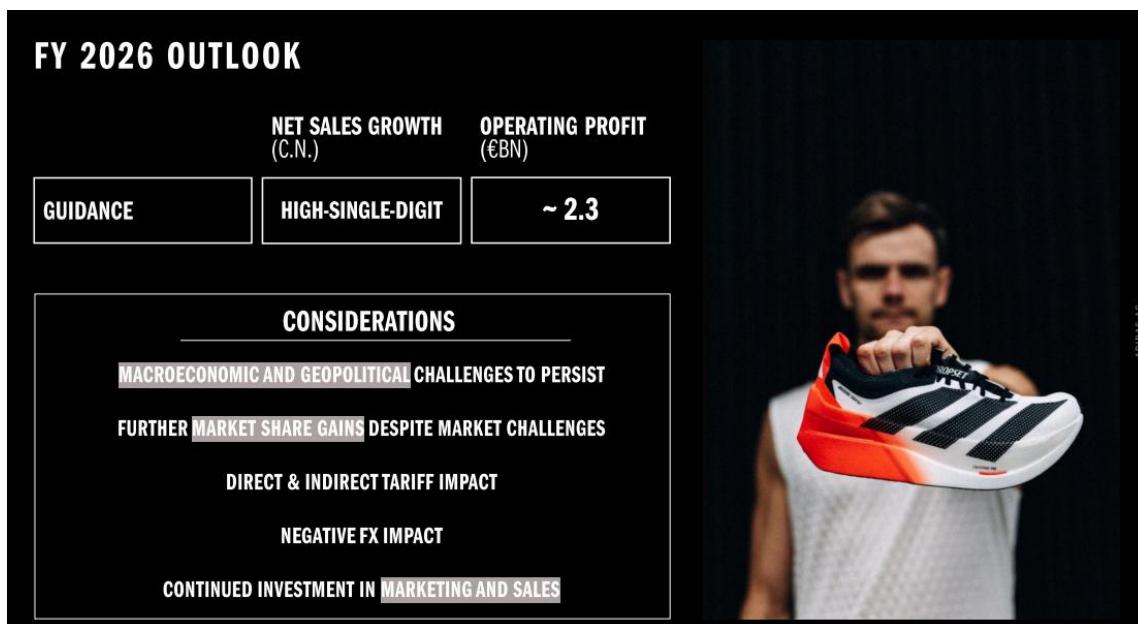 FY 2026 OUTLOOK
NET SALES GROWTH
(C.N.)
OPERATING PROFIT
(€BN)
GUIDANCE
HIGH-SINGLE-DIGIT
~ 2.3
CONSIDERATIONS
MACROECONOMIC AND GEOPOLITICAL CHALLENGES TO PERSIST
FURTHER MARKET SHARE GAINS DESPITE MARKET CHALLENGES
DIRECT & INDIRECT TARIFF IMPACT
NEGATIVE FX IMPACT
CONTINUED INVESTMENT IN MARKETING AND SALES